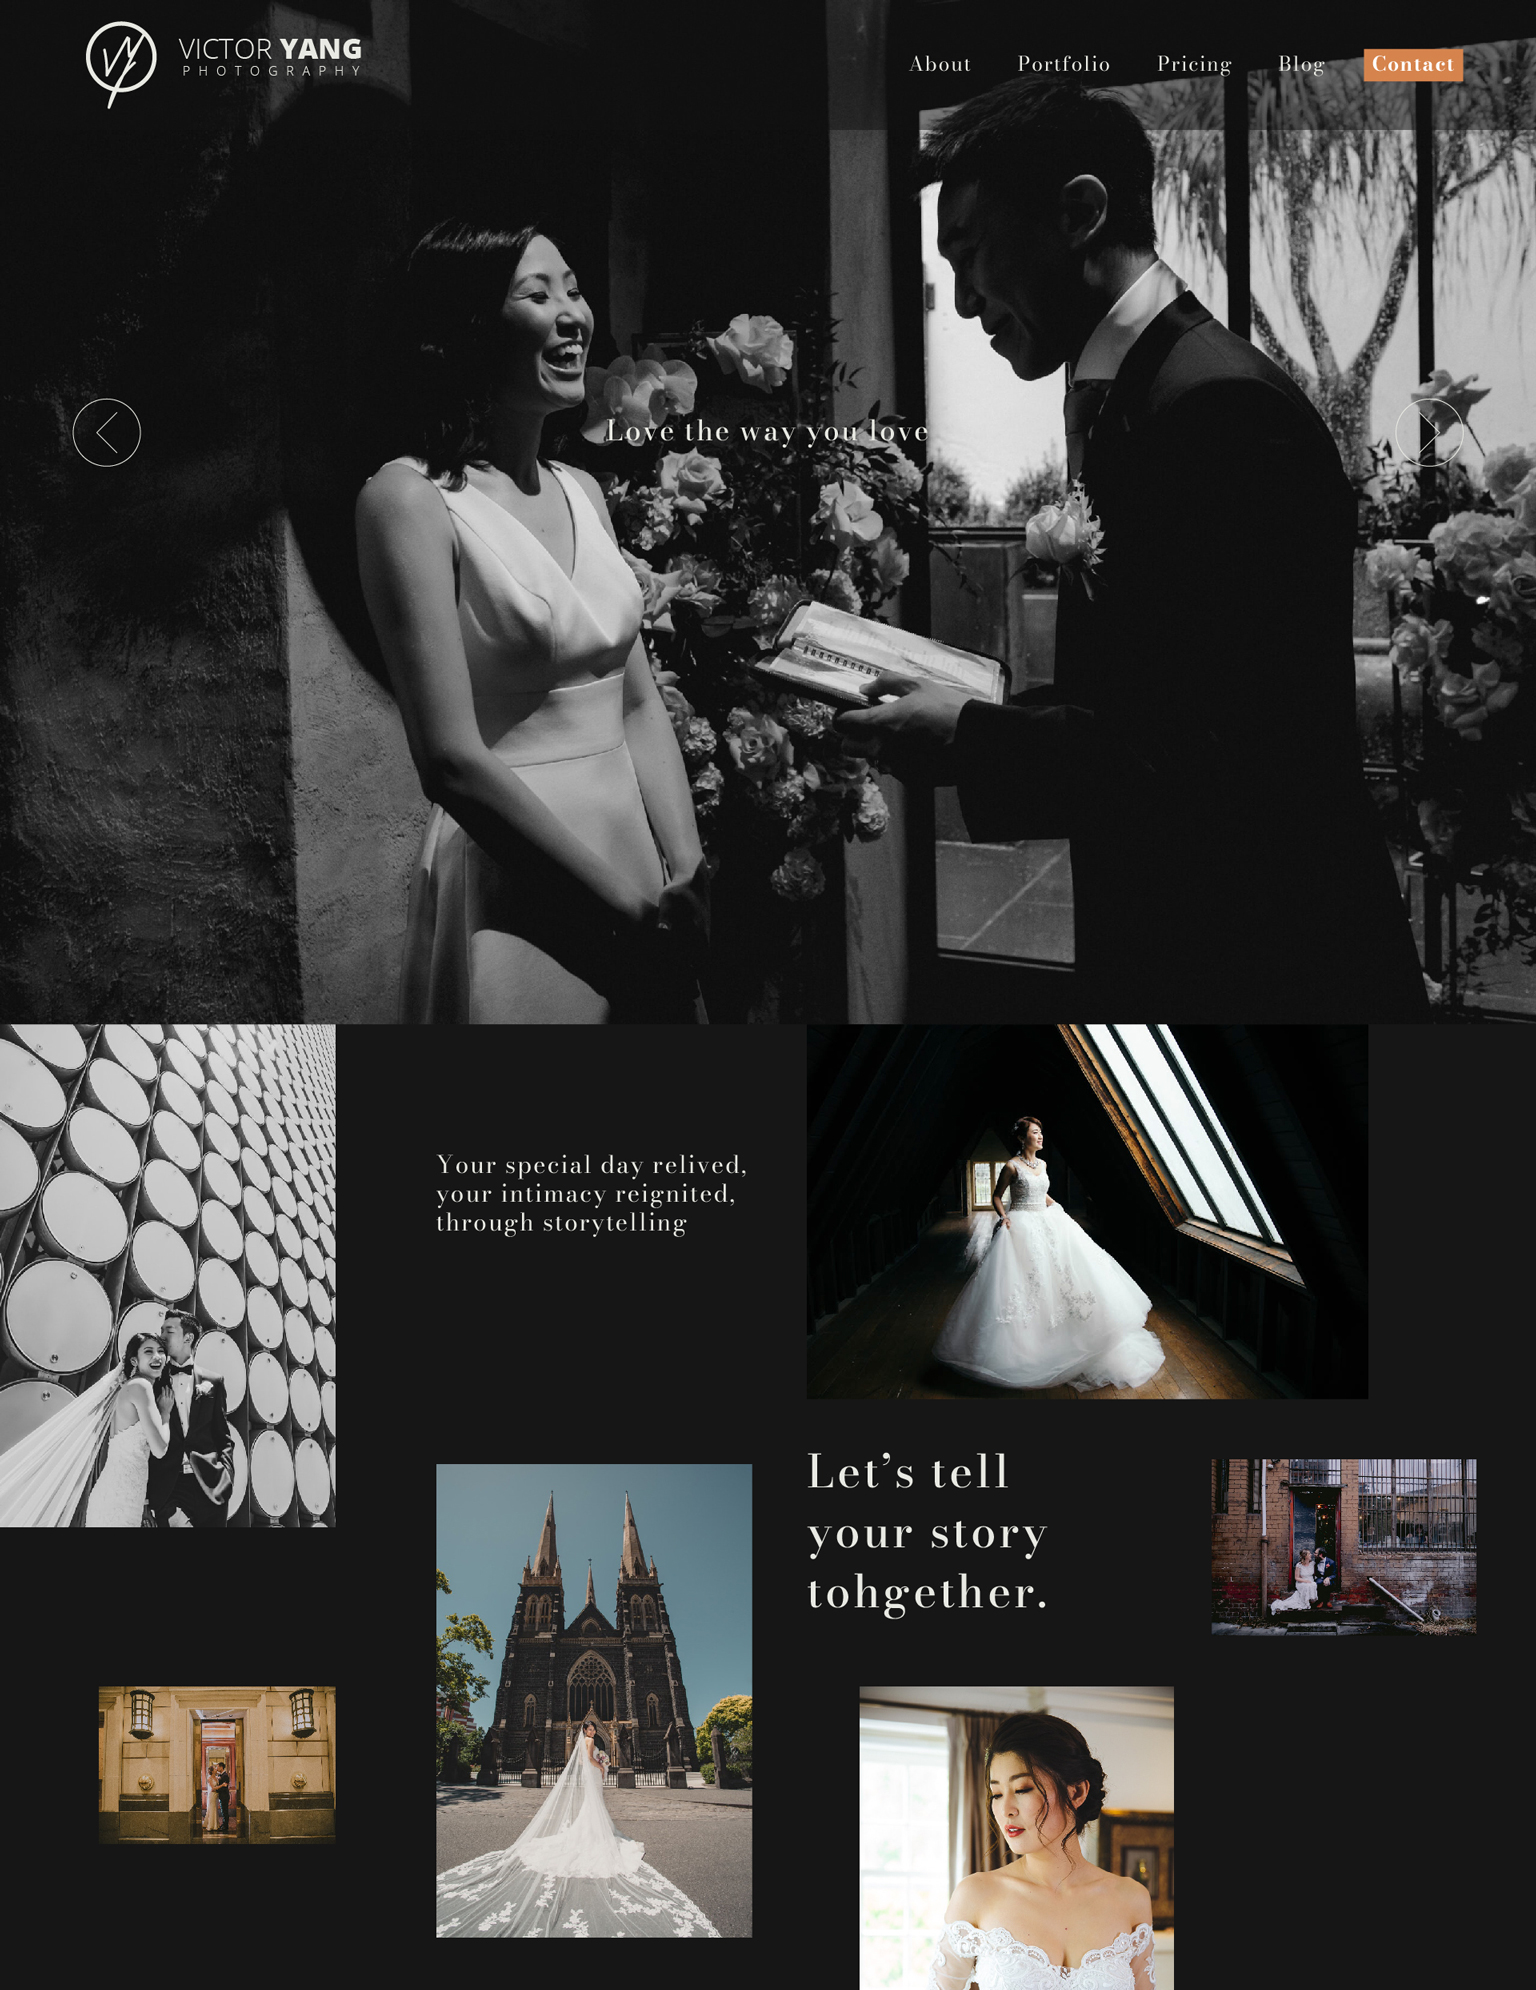 VICTOR YANG
PHOTOGRAPHY
About Portfolio Pricing Blog Contact
Love the way you love
Your special day relived,
your intimacy reignited,
through storytelling
Let’s tell
your story
tohgether.